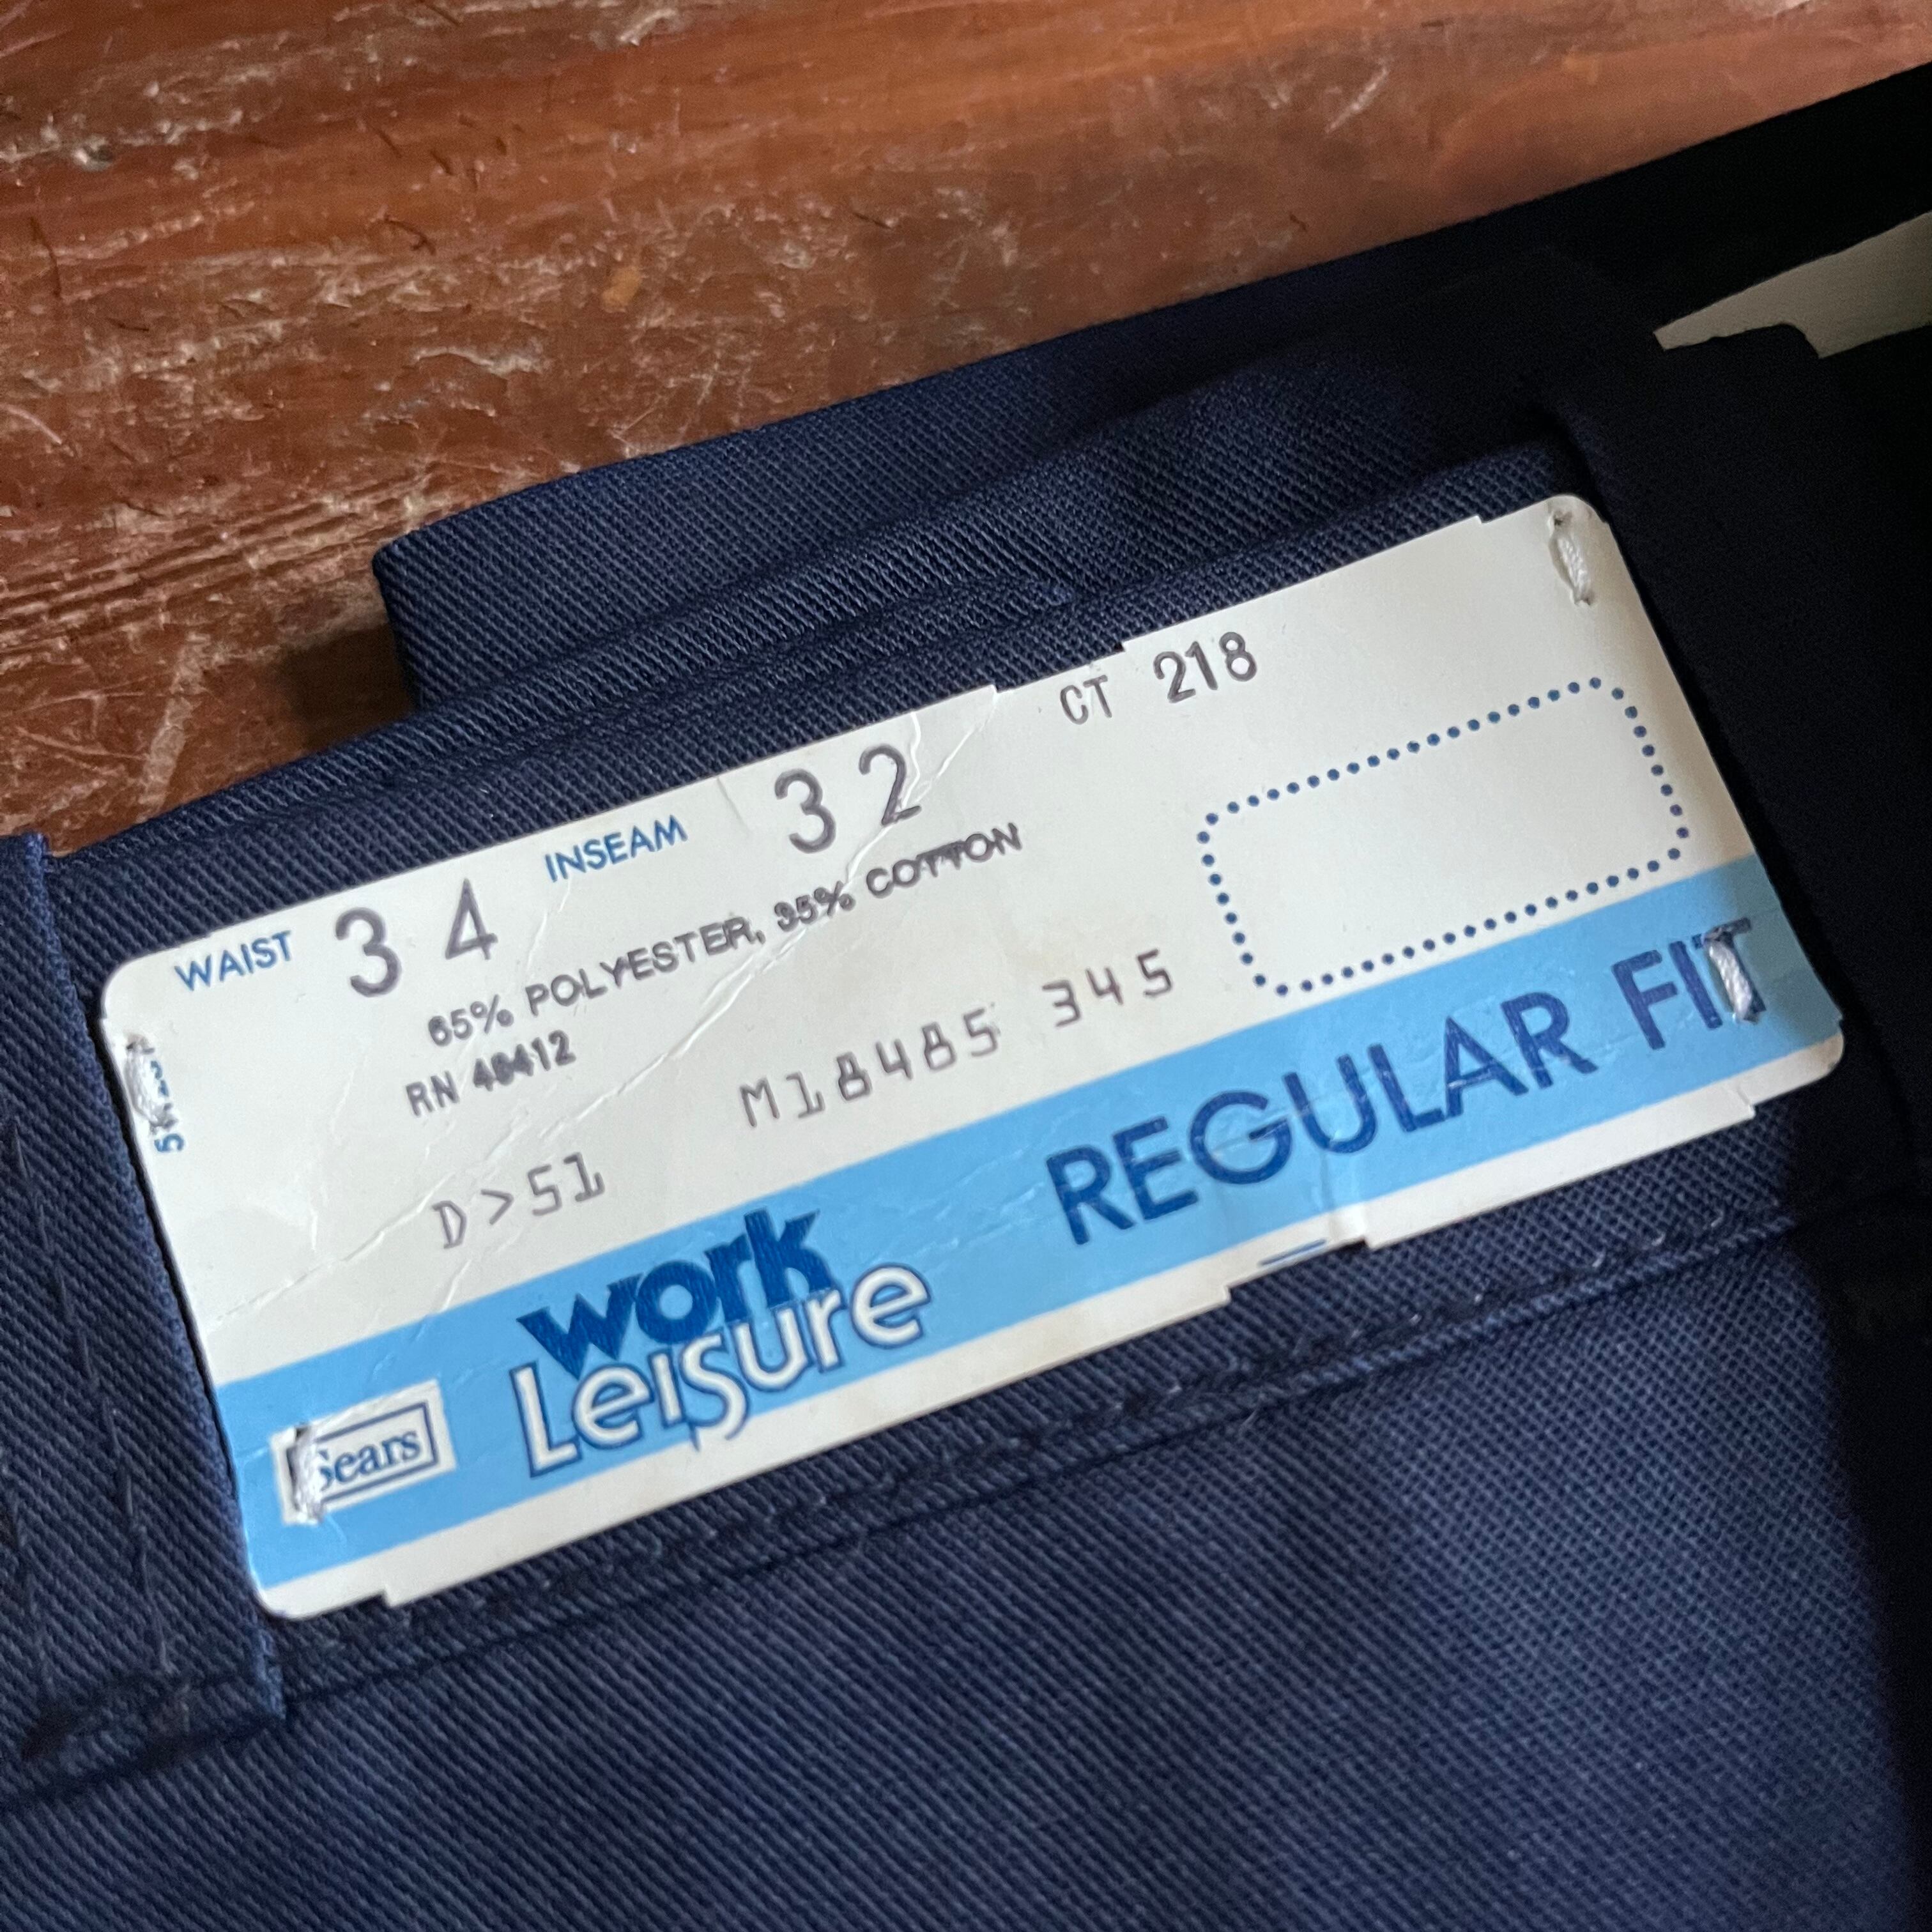 CT 218
WAIST 34 INSEAM 32
65% POLYESTER, 35% COTTON
RN 49412
M18485 345
D>51
REGULAR FIT
work
Leisure
Sears